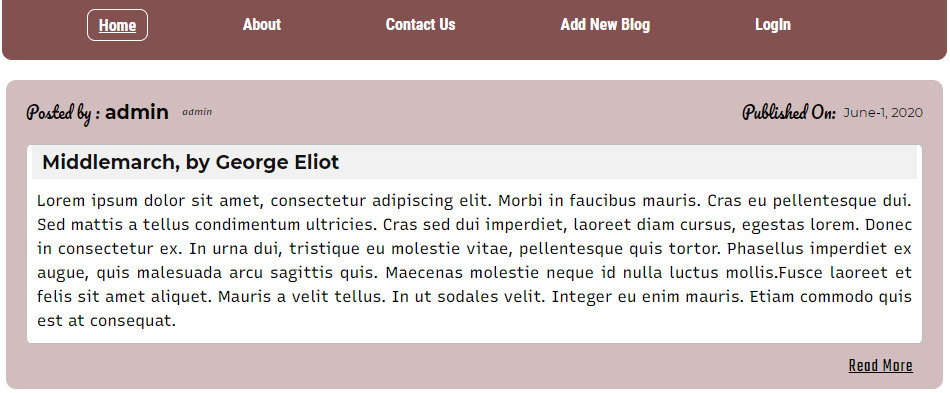 Home About Contact Us Add New Blog LogIn
Posted by : admin admin Published On: June-1, 2020
Middlemarch, by George Eliot
Lorem ipsum dolor sit amet, consectetur adipiscing elit. Morbi in faucibus mauris. Cras eu pellentesque dui.
Sed mattis a tellus condimentum ultricies. Cras sed dui imperdiet, laoreet diam cursus, egestas lorem. Donec
in consectetur ex. In urna dui, tristique eu molestie vitae, pellentesque quis tortor. Phasellus imperdiet ex
augue, quis malesuada arcu sagittis quis. Maecenas molestie neque id nulla luctus mollis.Fusce laoreet et
felis sit amet aliquet. Mauris a velit tellus. In ut sodales velit. Integer eu enim mauris. Etiam commodo quis
est at consequat.
Read More